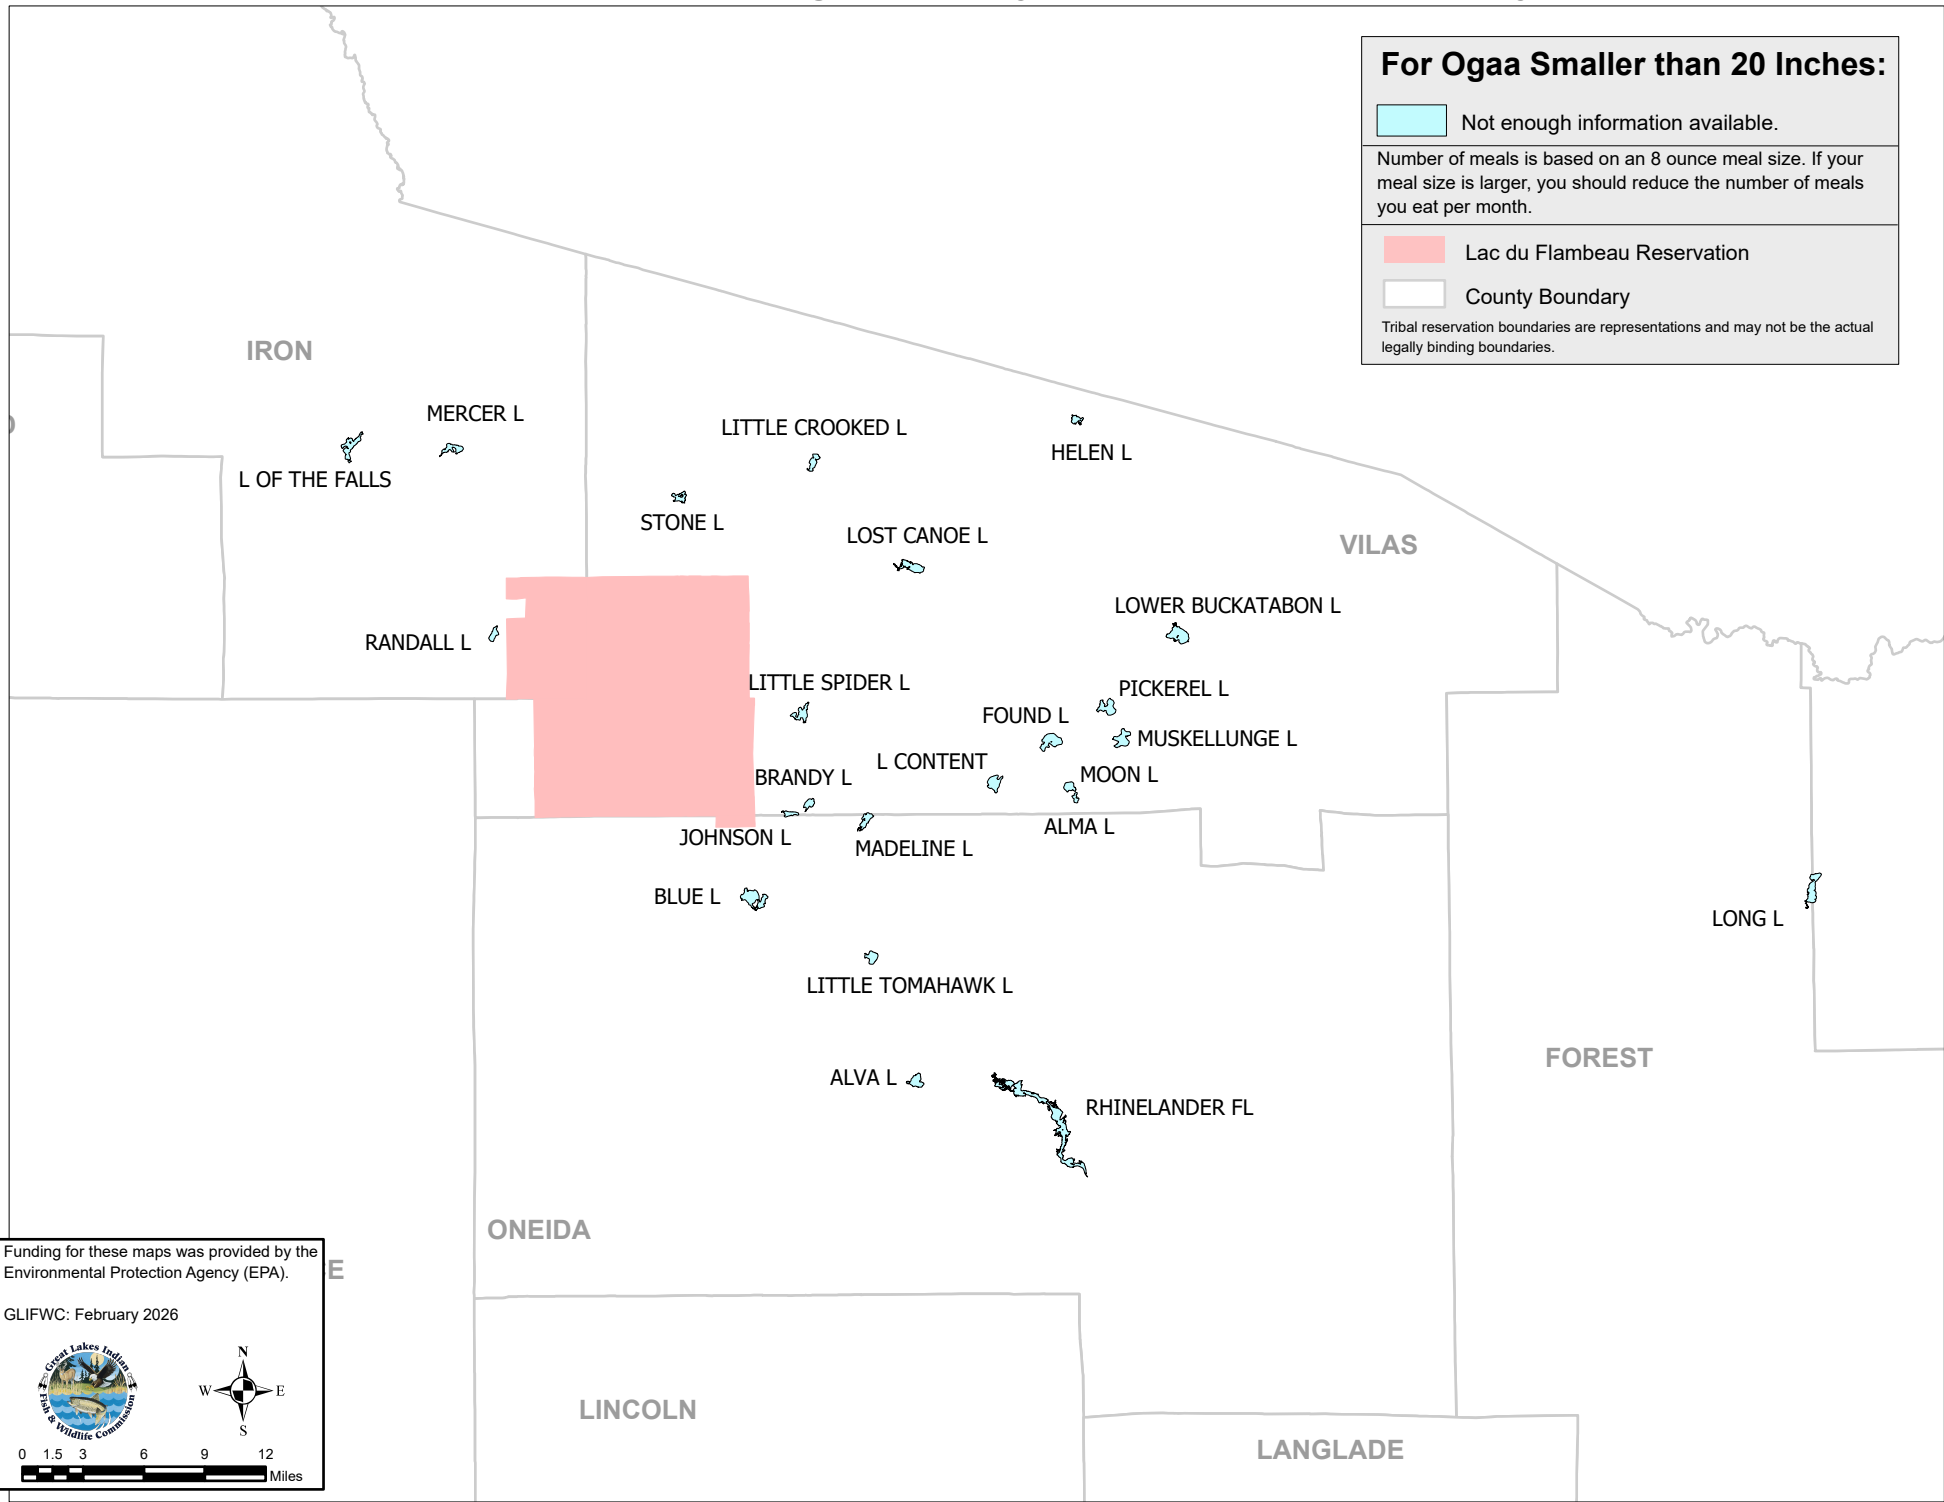 For Ogaa Smaller than 20 Inches:
Not enough information available.
Number of meals is based on an 8 ounce meal size. If your
meal size is larger, you should reduce the number of meals
you eat per month.
Lac du Flambeau Reservation
County Boundary
Tribal reservation boundaries are representations and may not be the actual
legally binding boundaries.
IRON
MERCER L
L OF THE FALLS
LITTLE CROOKED L
HELEN L
STONE L
LOST CANOE L
VILAS
LOWER BUCKATABON L
RANDALL L
LITTLE SPIDER L
PICKEREL L
FOUND L
MUSKELLUNGE L
L CONTENT
BRANDY L
MOON L
JOHNSON L
ALMA L
MADELINE L
BLUE L
LONG L
LITTLE TOMAHAWK L
FOREST
ALVA L
RHINELANDER FL
ONEIDA
E
LINCOLN
LANGLADE
Funding for these maps was provided by the
Environmental Protection Agency (EPA).
GLIFWC: February 2026
Great Lakes Indian
Fish & Wildlife Commission
N
W E
S
0 1.5 3 6 9 12
Miles